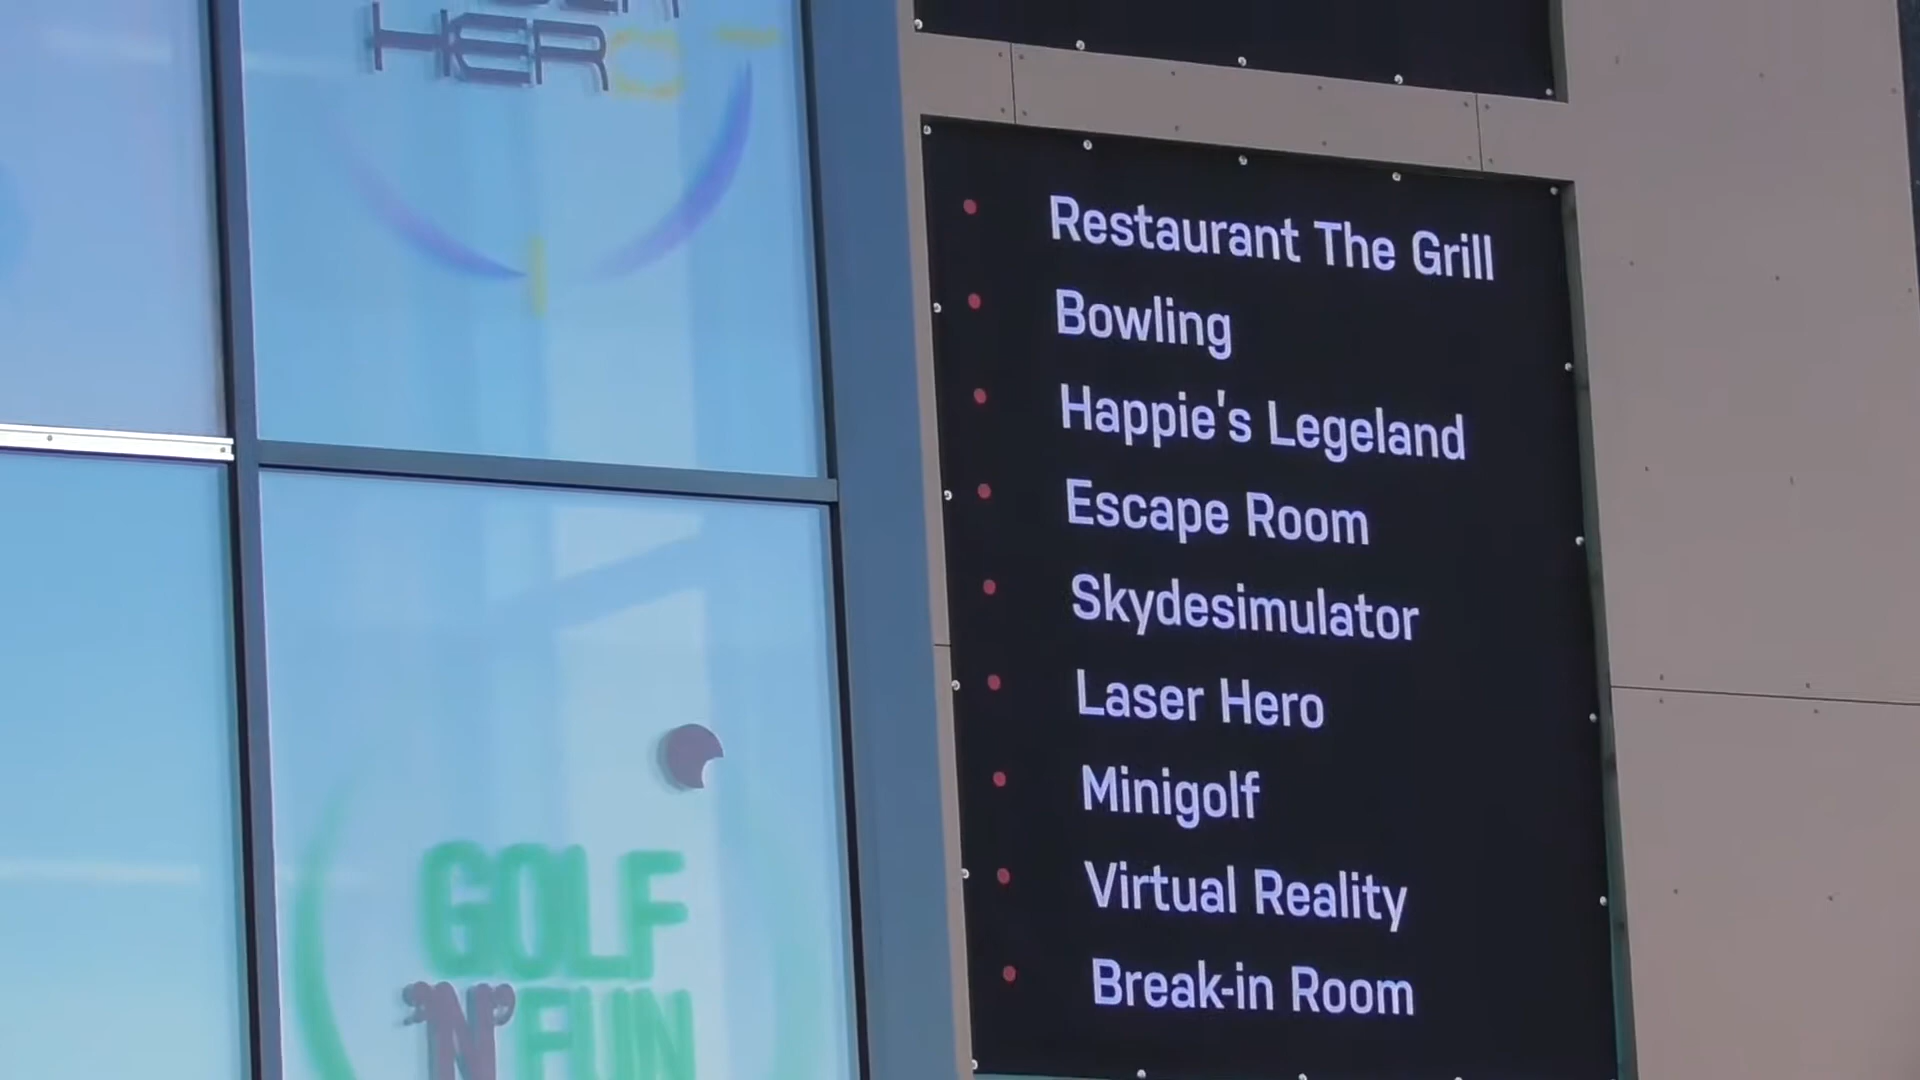 HERO
GOLF
'N' FUN
Restaurant The Grill
Bowling
Happie's Legeland
Escape Room
Skydesimulator
Laser Hero
Minigolf
Virtual Reality
Break-in Room